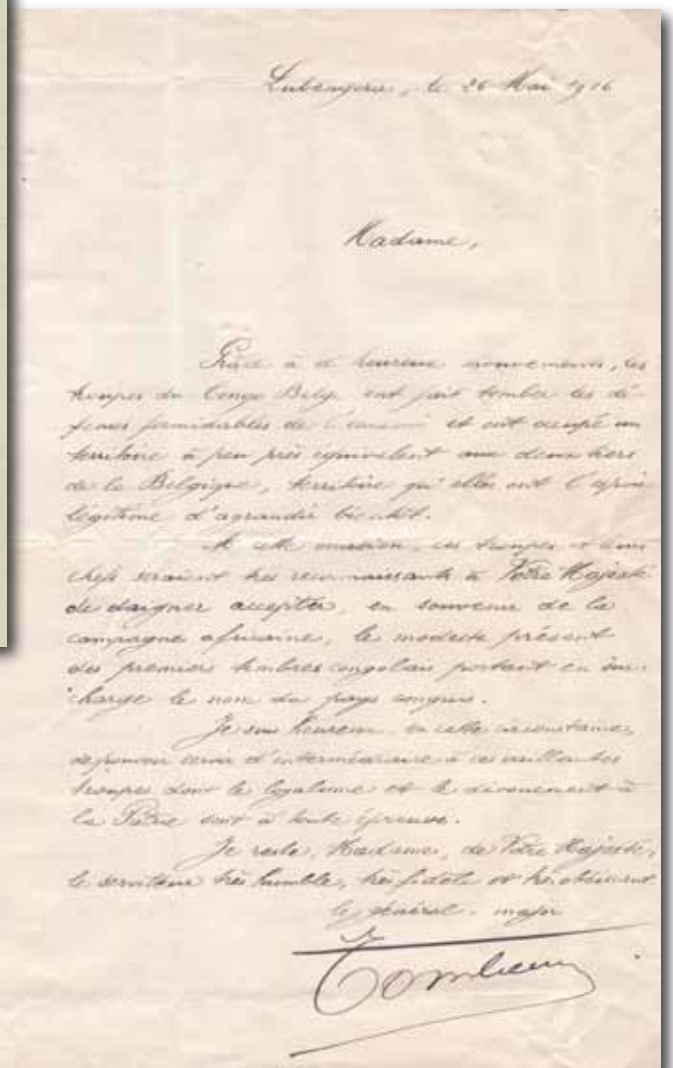 Lubengera, le 26 Mai 1916
Madame,
Grâce à d'heureux mouvements, les
troupes du Congo Belge ont fait tomber les dé-
fenses formidables de l'ennemi et ont occupé un
territoire à peu près équivalent aux deux tiers
de la Belgique, territoire qu'elles ont l'espoir
légitime d'agrandir bientôt.
A cette occasion, ces troupes et leurs
chefs seraient très reconnaissants à Votre Majesté
de daigner accepter, en souvenir de la
campagne africaine, le modeste présent
des premiers timbres congolais portant en sur-
charge le nom du pays conquis.
Je suis heureux, en cette circonstance,
de pouvoir servir d'intermédiaire à ces vaillantes
troupes dont le loyalisme et le dévouement à
la Patrie sont à toute épreuve.
Je reste, Madame, de Votre Majesté,
le serviteur très humble, très fidèle et très obéissant.
le général-major
Tombeur